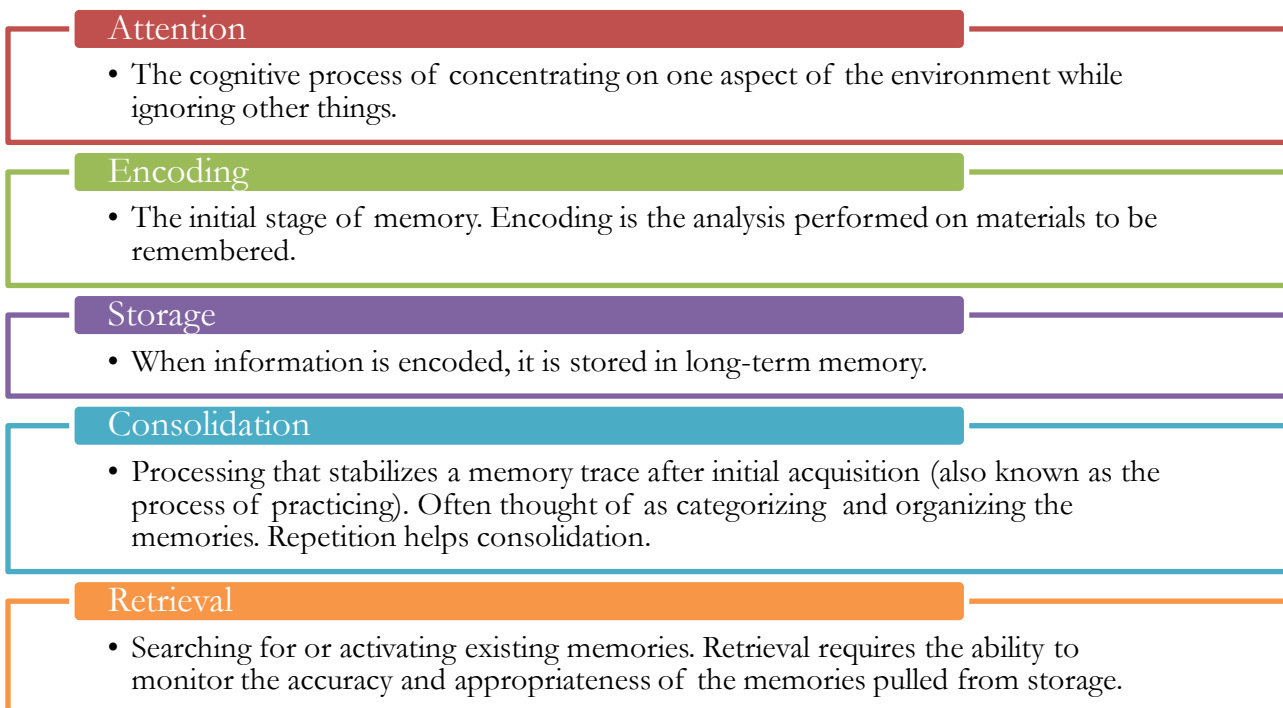 Attention
• The cognitive process of concentrating on one aspect of the environment while
ignoring other things.
Encoding
• The initial stage of memory. Encoding is the analysis performed on materials to be
remembered.
Storage
• When information is encoded, it is stored in long-term memory.
Consolidation
• Processing that stabilizes a memory trace after initial acquisition (also known as the
process of practicing). Often thought of as categizing and organizing the
memories. Repetition helps consolidation.
Retrieval
• Searching for or activating existing memories. Retrieval requires the ability to
monitor the accuracy and appropriateness of the memories pulled from storage.